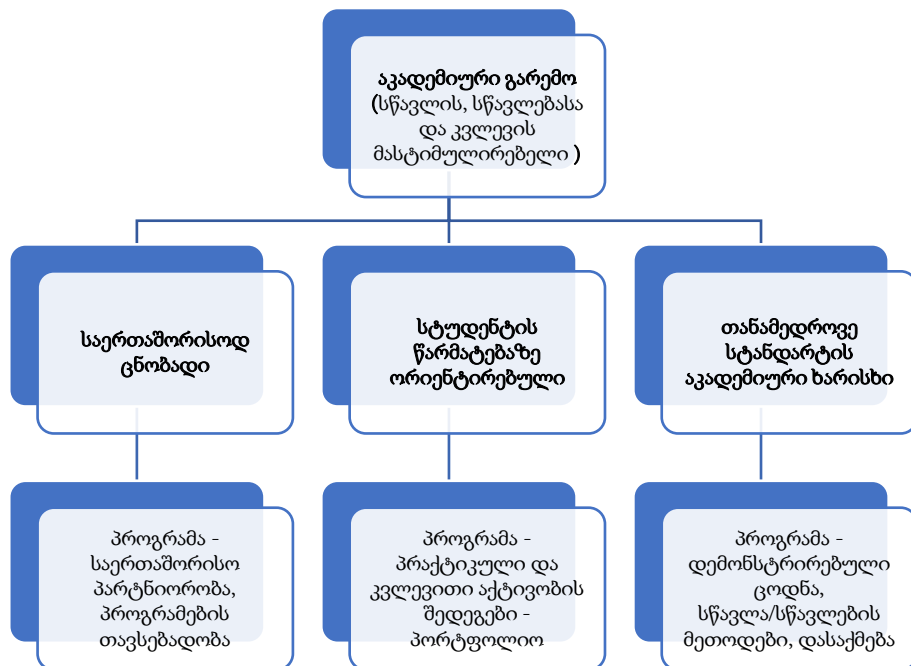 აკადემიური გარემო
(სწავლის, სწავლებასა
და კვლევის
მასტიმულირებელი )
საერთაშორისოდ
ცნობადი
სტუდენტის
წარმატებაზე
ორიენტირებული
თანამედროვე
სტანდარტის
აკადემიური ხარისხი
პროგრამა -
საერთაშორისო
პარტნიორობა,
პროგრამების
თავსებადობა
პროგრამა -
პრაქტიკული და
კვლევითი აქტივობის
შედეგები -
პორტფოლიო
პროგრამა -
დემონსტრირებული
ცოდნა,
სწავლა/სწავლების
მეთოდები, დასაქმება